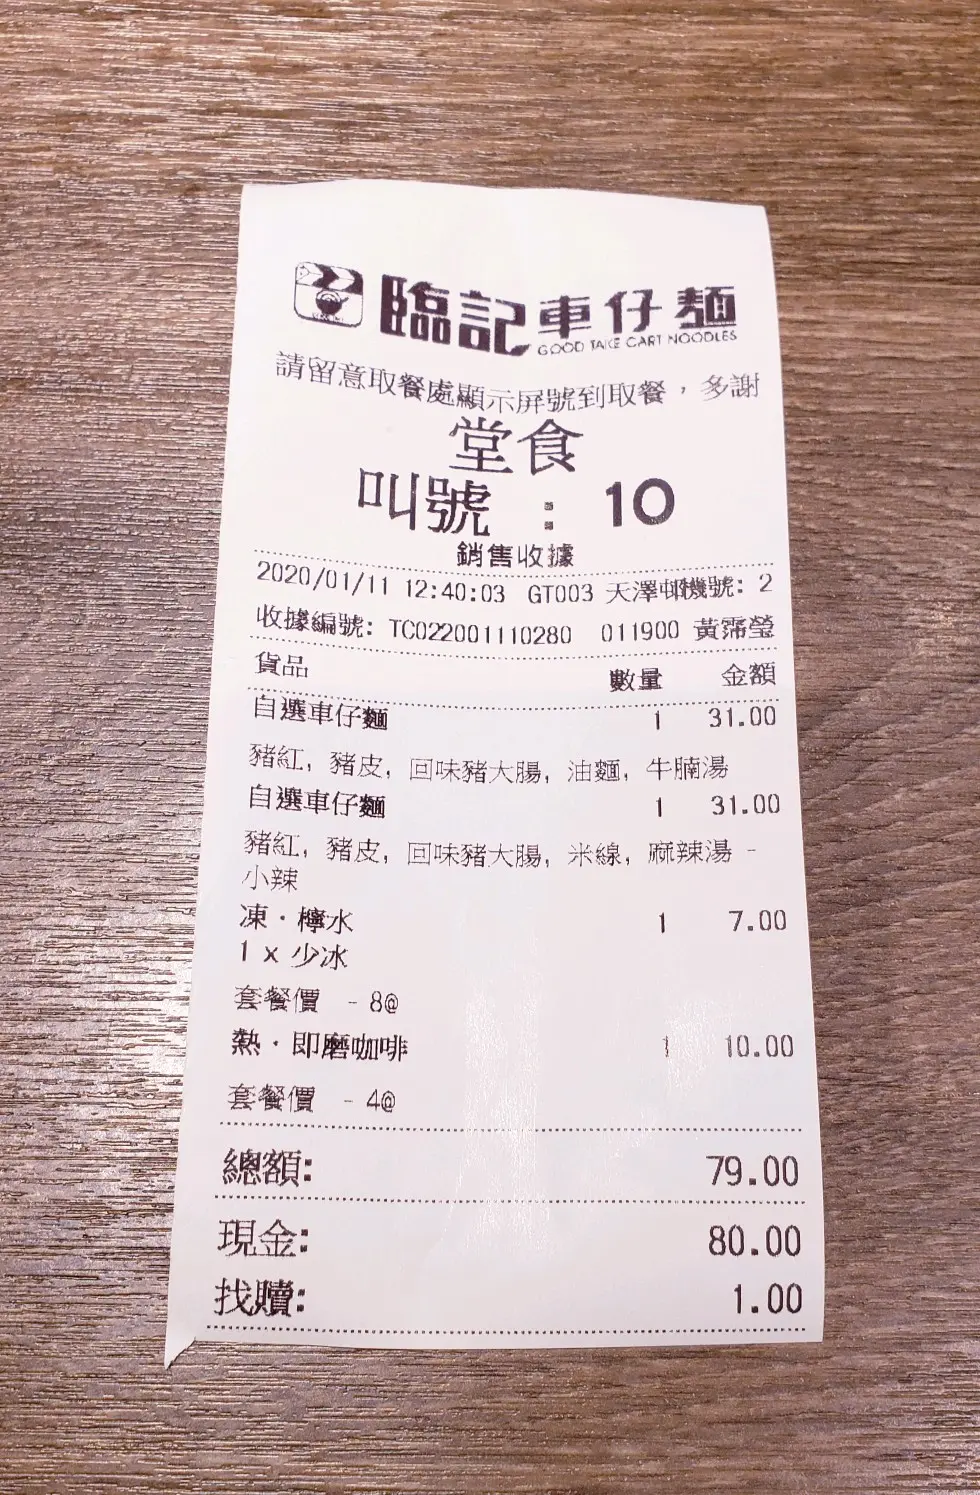 臨記車仔麵
GOOD TAKE CART NOODLES
請留意取餐處顯示屏號到取餐，多謝
堂食
叫號 : 10
銷售收據
2020/01/11 12:40:03 GT003 天澤邨機號: 2
收據編號: TC022001110280 011900 黃霈瑩
貨品 數量 金額
自選車仔麵 1 31.00
豬紅, 豬皮, 回味豬大腸, 油麵, 牛腩湯
自選車仔麵 1 31.00
豬紅, 豬皮, 回味豬大腸, 米線, 麻辣湯 -
小辣
凍．檸水 1 7.00
1 x 少冰
套餐價 - 8@
熱．即磨咖啡 1 10.00
套餐價 - 4@
總額: 79.00
現金: 80.00
找贖: 1.00